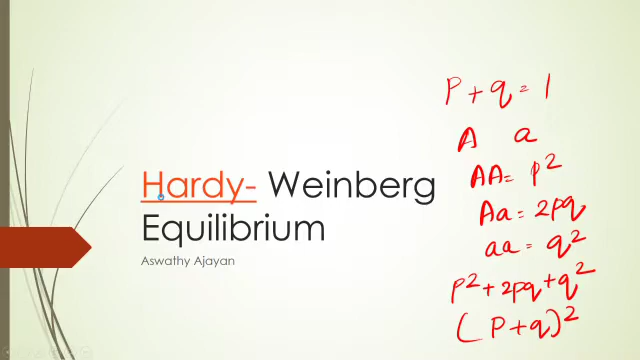 Hardy- Weinberg
Equilibrium
Aswathy Ajayan
P + q = 1
A a
AA = p²
Aa = 2pq
aa = q²
p² + 2pq + q²
(P + q)²